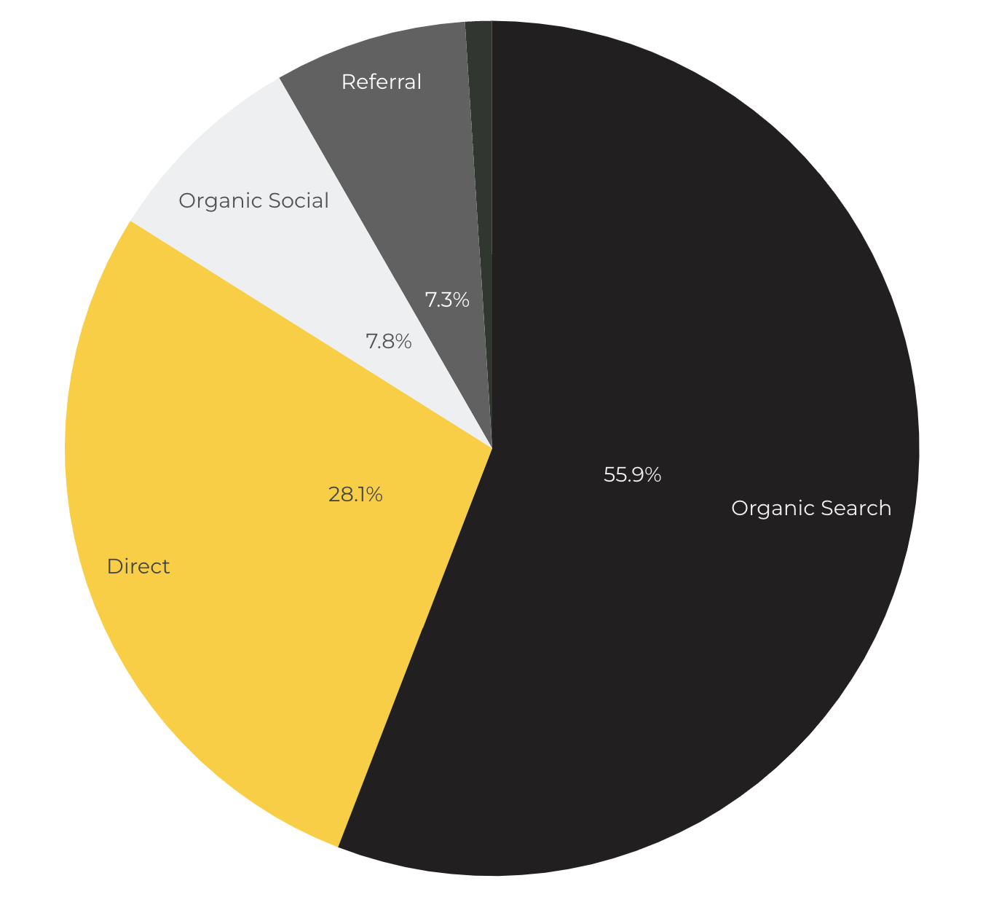 Referral
Organic Social
7.3%
7.8%
55.9%
28.1%
Organic Search
Direct